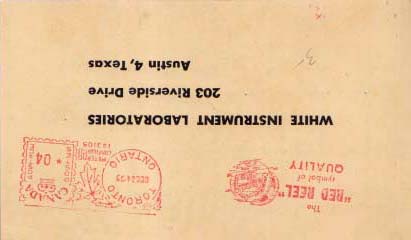 The
"RED REEL"
symbol of
QUALITY
TORONTO
ONTARIO
CANADA
04
WHITE INSTRUMENT LABORATORIES
203 Riverside Drive
Austin 4, Texas